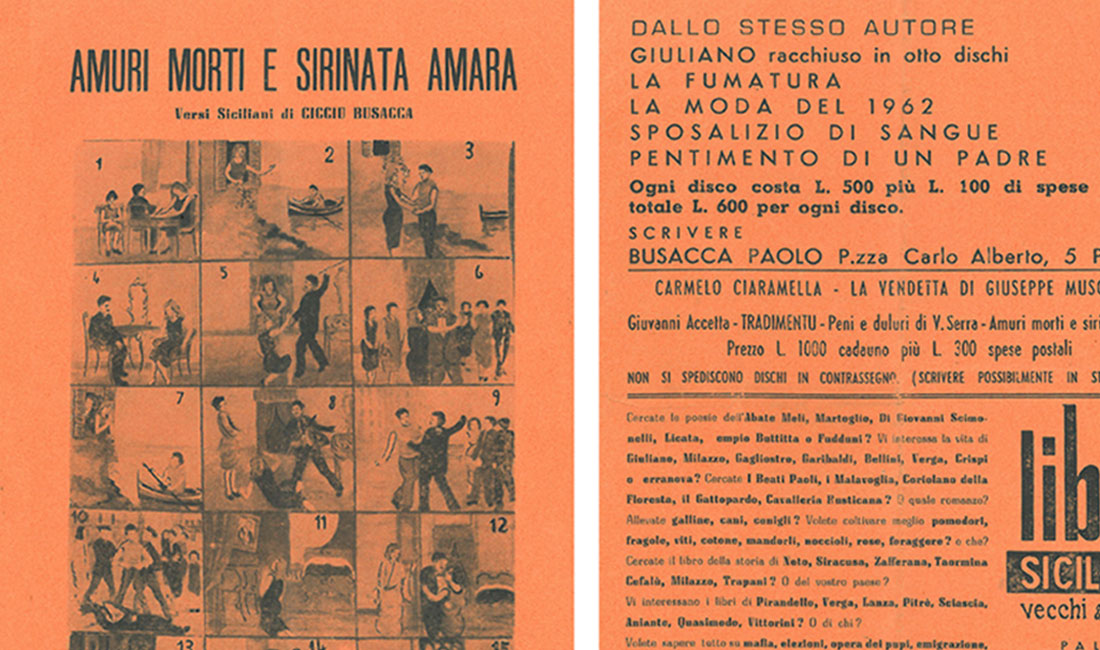 AMURI MORTI E SIRINATA AMARA
Versi Siciliani di CICCIU BUSACCA
1
2
3
4
5
6
7
8
9
10
11
12
13
14
15
DALLO STESSO AUTORE
GIULIANO racchiuso in otto dischi
LA FUMATURA
LA MODA DEL 1962
SPOSALIZIO DI SANGUE
PENTIMENTO DI UN PADRE
Ogni disco costa L. 500 più L. 100 di spese
totale L. 600 per ogni disco.
SCRIVERE
BUSACCA PAOLO P.zza Carlo Alberto, 5
CARMELO CIARAMELLA - LA VENDETTA DI GIUSEPPE
Giuvanni Accetta - TRADIMENTU - Peni e duluri di V. Serra - Amuri morti e
Prezzo L. 1000 cadauno più L. 300 spese postali
NON SI SPEDISCONO DISCHI IN CONTRASSEGNO. (SCRIVERE POSSIBILMENTE IN
Cercate le poesie dell'Abate Meli, Martoglio, Di Giovanni Scimo-
nelli, Licata, empio Buttitta o Fudduni? Vi interessa la vita di
Giuliano, Milazzo, Gagliostro, Garibaldi, Bellini, Verga, Crispi
o erranova? Cercate I Beati Paoli, i Malavoglia, Coriolano della
Floresta, il Gattopardo, Cavalleria Rusticana? O quale romanzo?
Allevate galline, cani, conigli? Volete coltivare meglio pomodori,
fragole, viti, cotone, mandorli, noccioli, rose, foraggere? o che?
Cercate il libro della storia di Noto, Siracusa, Zafferana, Taormina
Cefalù, Milazzo, Trapani? O del vostro paese?
Vi interessano i libri di Pirandello, Verga, Lanza, Pitrè, Sciascia,
Aniante, Quasimodo, Vittorini? O di chi?
Volete sapere tutto su mafia, elezioni, opera dei pupi, emigrazione,
lib
SICIL
vecchi &